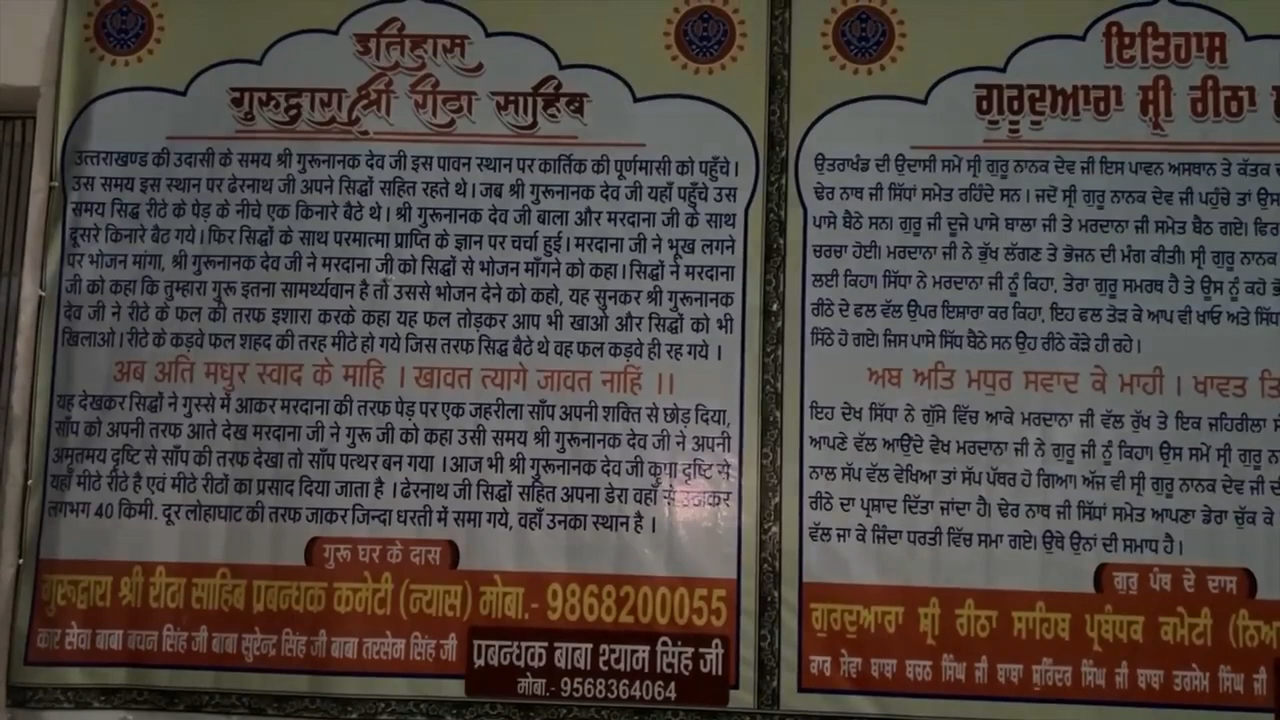 इतिहास
गुरुद्वारा श्री रीठा साहिब
उत्तराखण्ड की उदासी के समय श्री गुरूनानक देव जी इस पावन स्थान पर कार्तिक की पूर्णमासी को पहुँचे।
उस समय इस स्थान पर ढेरनाथ जी अपने सिद्धों सहित रहते थे। जब श्री गुरूनानक देव जी यहाँ पहुँचे उस
समय सिद्ध रीठे के पेड़ के नीचे एक किनारे बैठे थे। श्री गुरूनानक देव जी बाला और मरदाना जी के साथ
दूसरे किनारे बैठ गये। फिर सिद्धों के साथ परमात्मा प्राप्ति के ज्ञान पर चर्चा हुई। मरदाना जी ने भूख लगने
पर भोजन मांगा, श्री गुरूनानक देव जी ने मरदाना जी को सिद्धों से भोजन माँगने को कहा। सिद्धों ने मरदाना
जी को कहा कि तुम्हारा गुरू इतना सामर्थ्यवान है तो उससे भोजन देने को कहो, यह सुनकर श्री गुरूनानक
देव जी ने रीठे के फल की तरफ इशारा करके कहा यह फल तोड़कर आप भी खाओ और सिद्धों को भी
खिलाओ। रीठे के कड़वे फल शहद की तरह मीठे हो गये जिस तरफ सिद्ध बैठे थे वह फल कड़वे ही रह गये ।
अब अति मधुर स्वाद के माहि । खावत त्यागे जावत नाहिं ।।
यह देखकर सिद्धों ने गुस्से में आकर मरदाना की तरफ पेड़ पर एक जहरीला साँप अपनी शक्ति से छोड़ दिया,
साँप को अपनी तरफ आते देख मरदाना जी ने गुरू जी को कहा उसी समय श्री गुरूनानक देव जी ने अपनी
अमृतमय दृष्टि से साँप की तरफ देखा तो साँप पत्थर बन गया । आज भी श्री गुरूनानक देव जी कृपा दृष्टि से
यहाँ मीठे रीठे है एवं मीठे रीठों का प्रसाद दिया जाता है । ढेरनाथ जी सिद्धों सहित अपना डेरा वहाँ से उठाकर
लगभग 40 किमी. दूर लोहाघाट की तरफ जाकर जिन्दा धरती में समा गये, वहाँ उनका स्थान है ।
गुरू घर के दास
गुरूद्वारा श्री रीठा साहिब प्रबन्धक कमेटी (न्यास) मोबा.- 9868200055
कार सेवा बाबा बचन सिंह जी बाबा सुरेन्द्र सिंह जी बाबा तरसेम सिंह जी
प्रबन्धक बाबा श्याम सिंह जी
मोबा.- 9568364064
ਇਤਿਹਾਸ
ਗੁਰੂਦੁਆਰਾ ਸ੍ਰੀ ਰੀਠਾ
ਉਤਰਾਖੰਡ ਦੀ ਉਦਾਸੀ ਸਮੇਂ ਸ੍ਰੀ ਗੁਰੂ ਨਾਨਕ ਦੇਵ ਜੀ ਇਸ ਪਾਵਨ ਅਸਥਾਨ ਤੇ ਕੱਤਕ
ਢੇਰ ਨਾਥ ਜੀ ਸਿੱਧਾਂ ਸਮੇਤ ਰਹਿੰਦੇ ਸਨ । ਜਦੋਂ ਸ੍ਰੀ ਗੁਰੂ ਨਾਨਕ ਦੇਵ ਜੀ ਪਹੁੰਚੇ ਤਾਂ ਉਸ
ਪਾਸੇ ਬੈਠੇ ਸਨ। ਗੁਰੂ ਜੀ ਦੂਜੇ ਪਾਸੇ ਬਾਲਾ ਜੀ ਤੇ ਮਰਦਾਨਾ ਜੀ ਸਮੇਤ ਬੈਠ ਗਏ। ਫਿਰ
ਚਰਚਾ ਹੋਈ। ਮਰਦਾਨਾ ਜੀ ਨੇ ਭੁੱਖ ਲੱਗਣ ਤੇ ਭੋਜਨ ਦੀ ਮੰਗ ਕੀਤੀ। ਸ੍ਰੀ ਗੁਰੂ ਨਾਨਕ
ਲਈ ਕਿਹਾ। ਸਿੱਧਾਂ ਨੇ ਮਰਦਾਨਾ ਜੀ ਨੂੰ ਕਿਹਾ, ਤੇਰਾ ਗੁਰੂ ਸਮਰਥ ਹੈ ਤੇ ਉਸ ਨੂੰ ਕਹੋ
ਰੀਠੇ ਦੇ ਫਲ ਵੱਲ ਉਪਰ ਇਸ਼ਾਰਾ ਕਰ ਕਿਹਾ, ਇਹ ਫਲ ਤੋੜ ਕੇ ਆਪ ਵੀ ਖਾਓ ਅਤੇ ਸਿੱਧ
ਮਿੱਠੇ ਹੋ ਗਏ। ਜਿਸ ਪਾਸੇ ਸਿੱਧ ਬੈਠੇ ਸਨ ਉਹ ਰੀਠੇ ਕੌੜੇ ਹੀ ਰਹੇ।
ਅਬ ਅਤਿ ਮਧੁਰ ਸਵਾਦ ਕੇ ਮਾਹੀ । ਖਾਵਤ
ਇਹ ਦੇਖ ਸਿੱਧਾਂ ਨੇ ਗੁੱਸੇ ਵਿੱਚ ਆਕੇ ਮਰਦਾਨਾ ਜੀ ਵੱਲ ਰੁੱਖ ਤੇ ਇਕ ਜਹਿਰੀਲਾ
ਆਪਣੇ ਵੱਲ ਆਉਂਦੇ ਵੇਖ ਮਰਦਾਨਾ ਜੀ ਨੇ ਗੁਰੂ ਜੀ ਨੂੰ ਕਿਹਾ। ਉਸ ਸਮੇਂ ਸ੍ਰੀ ਗੁਰੂ
ਨਾਲ ਸੱਪ ਵੱਲ ਵੇਖਿਆ ਤਾਂ ਸੱਪ ਪੱਥਰ ਹੋ ਗਿਆ। ਅੱਜ ਵੀ ਸ੍ਰੀ ਗੁਰੂ ਨਾਨਕ ਦੇਵ ਜੀ ਦੀ
ਰੀਠੇ ਦਾ ਪ੍ਰਸ਼ਾਦ ਦਿੱਤਾ ਜਾਂਦਾ ਹੈ। ਢੇਰ ਨਾਥ ਜੀ ਸਿੱਧਾਂ ਸਮੇਤ ਆਪਣਾ ਡੇਰਾ ਚੁੱਕ ਕੇ
ਵੱਲ ਜਾ ਕੇ ਜਿੰਦਾ ਧਰਤੀ ਵਿੱਚ ਸਮਾ ਗਏ। ਉਥੇ ਉਨਾਂ ਦੀ ਸਮਾਧ ਹੈ।
ਗੁਰੂ ਪੰਥ ਦੇ ਦਾਸ
ਗੁਰਦੁਆਰਾ ਸ੍ਰੀ ਰੀਠਾ ਸਾਹਿਬ ਪ੍ਰਬੰਧਕ ਕਮੇਟੀ
ਕਾਰ ਸੇਵਾ ਬਾਬਾ ਬਚਨ ਸਿੰਘ ਜੀ ਬਾਬਾ ਸੁਰਿੰਦਰ ਸਿੰਘ ਜੀ ਬਾਬਾ ਤਰਸੇਮ ਸਿੰਘ ਜੀ